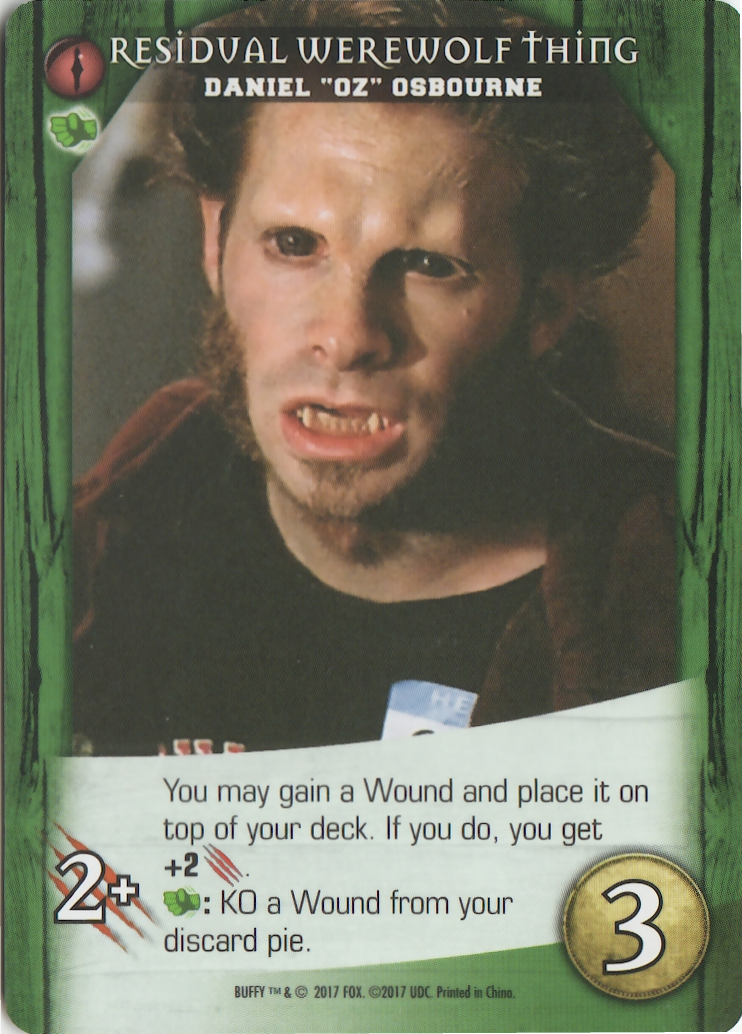 RESIDUAL WEREWOLF THING
DANIEL "OZ" OSBOURNE
HE
You may gain a Wound and place it on
top of your deck. If you do, you get
+2 .
: KO a Wound from your
discard pie.
2+
3
BUFFY ™ & © 2017 FOX. ©2017 UDC. Printed in China.